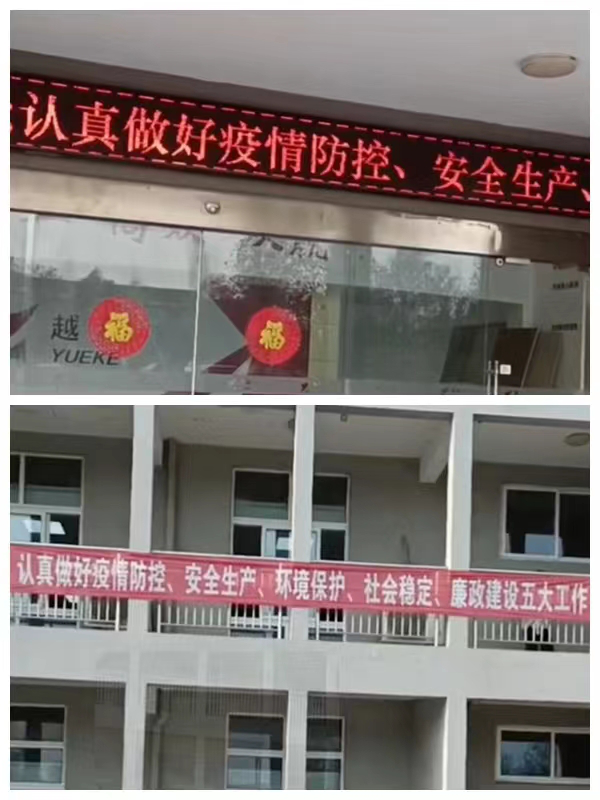 认真做好疫情防控、安全生产、
越
福
福
YUEKE
认真做好疫情防控、安全生产、环境保护、社会稳定、廉政建设五大工作